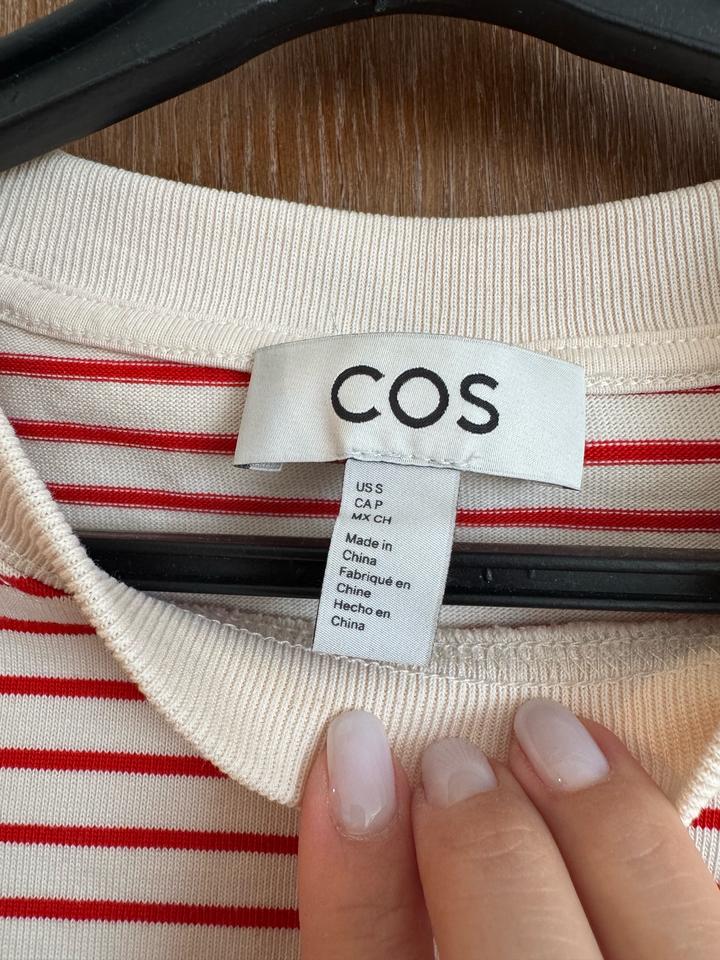 COS
US S
CA P
MX CH
Made in
China
Fabriqué en
Chine
Hecho en
China